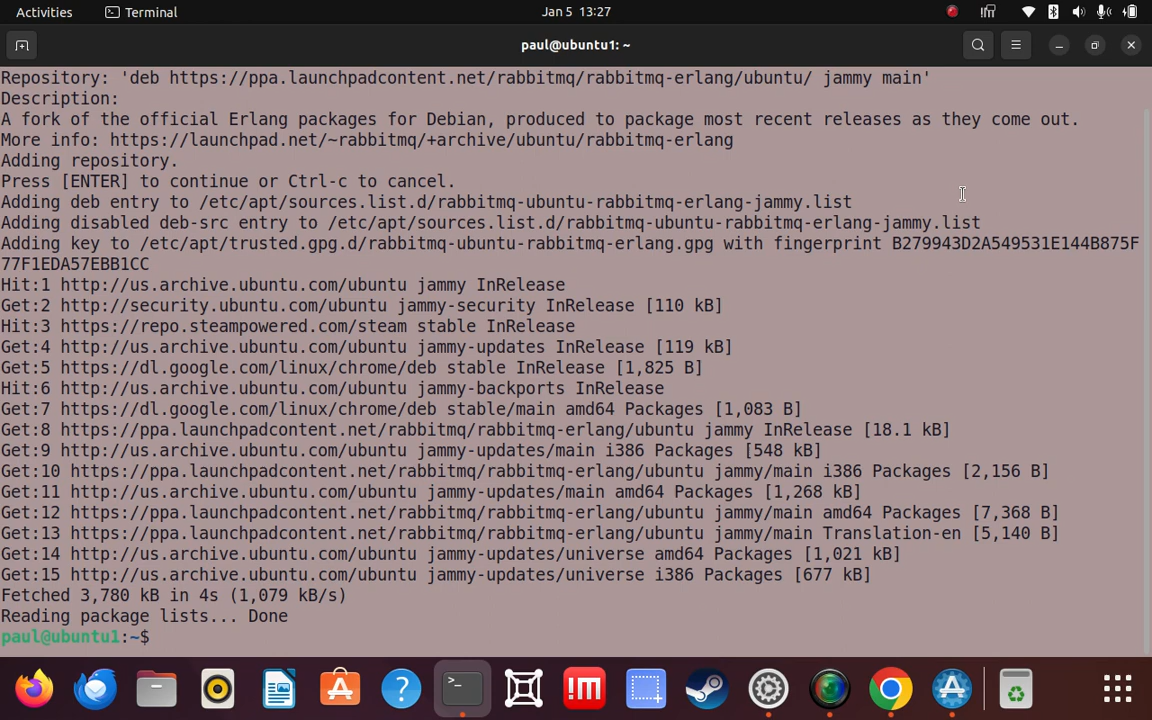 Activities
Terminal
Jan 5 13:27
paul@ubuntu1: ~
Repository: 'deb https://ppa.launchpadcontent.net/rabbitmq/rabbitmq-erlang/ubuntu/ jammy main'
Description:
A fork of the official Erlang packages for Debian, produced to package most recent releases as they come out.
More info: https://launchpad.net/~rabbitmq/+archive/ubuntu/rabbitmq-erlang
Adding repository.
Press [ENTER] to continue or Ctrl-c to cancel.
Adding deb entry to /etc/apt/sources.list.d/rabbitmq-ubuntu-rabbitmq-erlang-jammy.list
Adding disabled deb-src entry to /etc/apt/sources.list.d/rabbitmq-ubuntu-rabbitmq-erlang-jammy.list
Adding key to /etc/apt/trusted.gpg.d/rabbitmq-ubuntu-rabbitmq-erlang.gpg with fingerprint B279943D2A549531E144B875F
77F1EDA57EBB1CC
Hit:1 http://us.archive.ubuntu.com/ubuntu jammy InRelease
Get:2 http://security.ubuntu.com/ubuntu jammy-security InRelease [110 kB]
Hit:3 https://repo.steampowered.com/steam stable InRelease
Get:4 http://us.archive.ubuntu.com/ubuntu jammy-updates InRelease [119 kB]
Get:5 https://dl.google.com/linux/chrome/deb stable InRelease [1,825 B]
Hit:6 http://us.archive.ubuntu.com/ubuntu jammy-backports InRelease
Get:7 https://dl.google.com/linux/chrome/deb stable/main amd64 Packages [1,083 B]
Get:8 https://ppa.launchpadcontent.net/rabbitmq/rabbitmq-erlang/ubuntu jammy InRelease [18.1 kB]
Get:9 http://us.archive.ubuntu.com/ubuntu jammy-updates/main i386 Packages [548 kB]
Get:10 https://ppa.launchpadcontent.net/rabbitmq/rabbitmq-erlang/ubuntu jammy/main i386 Packages [2,156 B]
Get:11 http://us.archive.ubuntu.com/ubuntu jammy-updates/main amd64 Packages [1,268 kB]
Get:12 https://ppa.launchpadcontent.net/rabbitmq/rabbitmq-erlang/ubuntu jammy/main amd64 Packages [7,368 B]
Get:13 https://ppa.launchpadcontent.net/rabbitmq/rabbitmq-erlang/ubuntu jammy/main Translation-en [5,140 B]
Get:14 http://us.archive.ubuntu.com/ubuntu jammy-updates/universe amd64 Packages [1,021 kB]
Get:15 http://us.archive.ubuntu.com/ubuntu jammy-updates/universe i386 Packages [677 kB]
Fetched 3,780 kB in 4s (1,079 kB/s)
Reading package lists... Done
paul@ubuntu1:~$